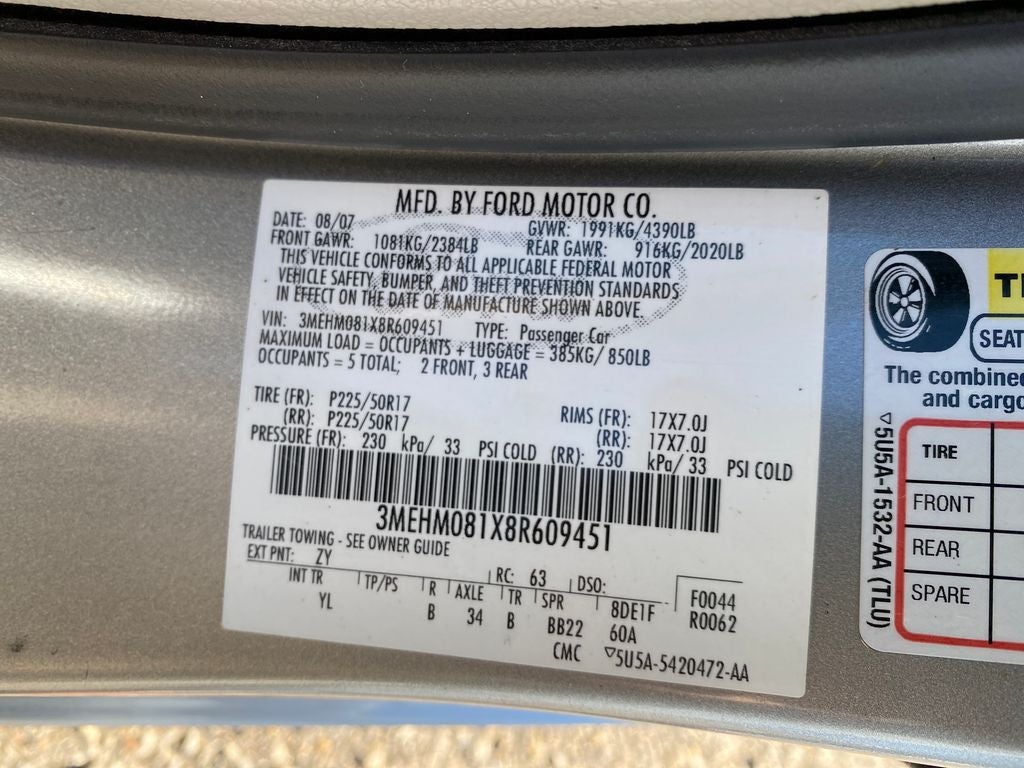 MFD. BY FORD MOTOR CO.
DATE: 08/07 GVWR: 1991KG/4390LB
FRONT GAWR: 1081KG/2384LB REAR GAWR: 916KG/2020LB
THIS VEHICLE CONFORMS TO ALL APPLICABLE FEDERAL MOTOR
VEHICLE SAFETY, BUMPER, AND THEFT PREVENTION STANDARDS
IN EFFECT ON THE DATE OF MANUFACTURE SHOWN ABOVE.
VIN: 3MEHM081X8R609451 TYPE: Passenger Car
MAXIMUM LOAD = OCCUPANTS + LUGGAGE = 385KG/ 850LB
OCCUPANTS = 5 TOTAL; 2 FRONT, 3 REAR
TIRE (FR): P225/50R17 RIMS (FR): 17X7.0J
(RR): P225/50R17 (RR): 17X7.0J
PRESSURE (FR): 230 kPa/ 33 PSI COLD (RR): 230 kPa/ 33 PSI COLD
3MEHM081X8R609451
TRAILER TOWING - SEE OWNER GUIDE
EXT PNT: ZY RC: 63 DSO: F0044
INT TR TP/PS R AXLE TR SPR 8DE1F R0062
YL B 34 B BB22 60A
CMC ▽5U5A-5420472-AA
SEAT
The combined
and cargo
TIRE
FRONT
REAR
SPARE
▽5U5A-1532-AA (TLU)